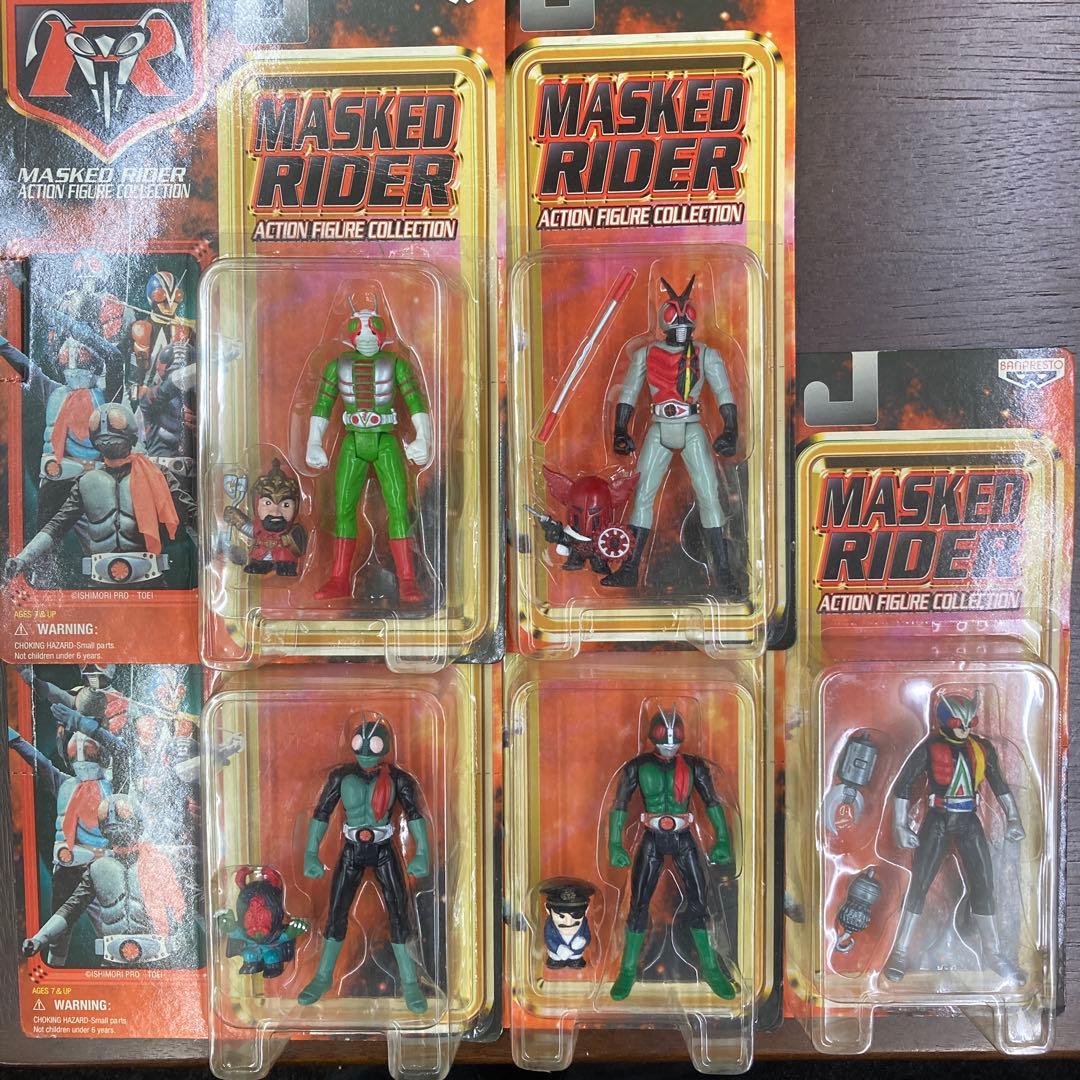 MASKED RIDER
ACTION FIGURE COLLECTION
©ISHIMORI PRO · TOEI
AGES 7 & UP
WARNING:
CHOKING HAZARD-Small parts.
Not children under 6 years.
MASKED
RIDER
ACTION FIGURE COLLECTION
MASKED
RIDER
ACTION FIGURE COLLECTION
BANPRESTO
MASKED
RIDER
ACTION FIGURE COLLECTION
©ISHIMORI PRO · TOEI
AGES 7 & UP
WARNING:
CHOKING HAZARD-Small parts
Not children under 6 years.